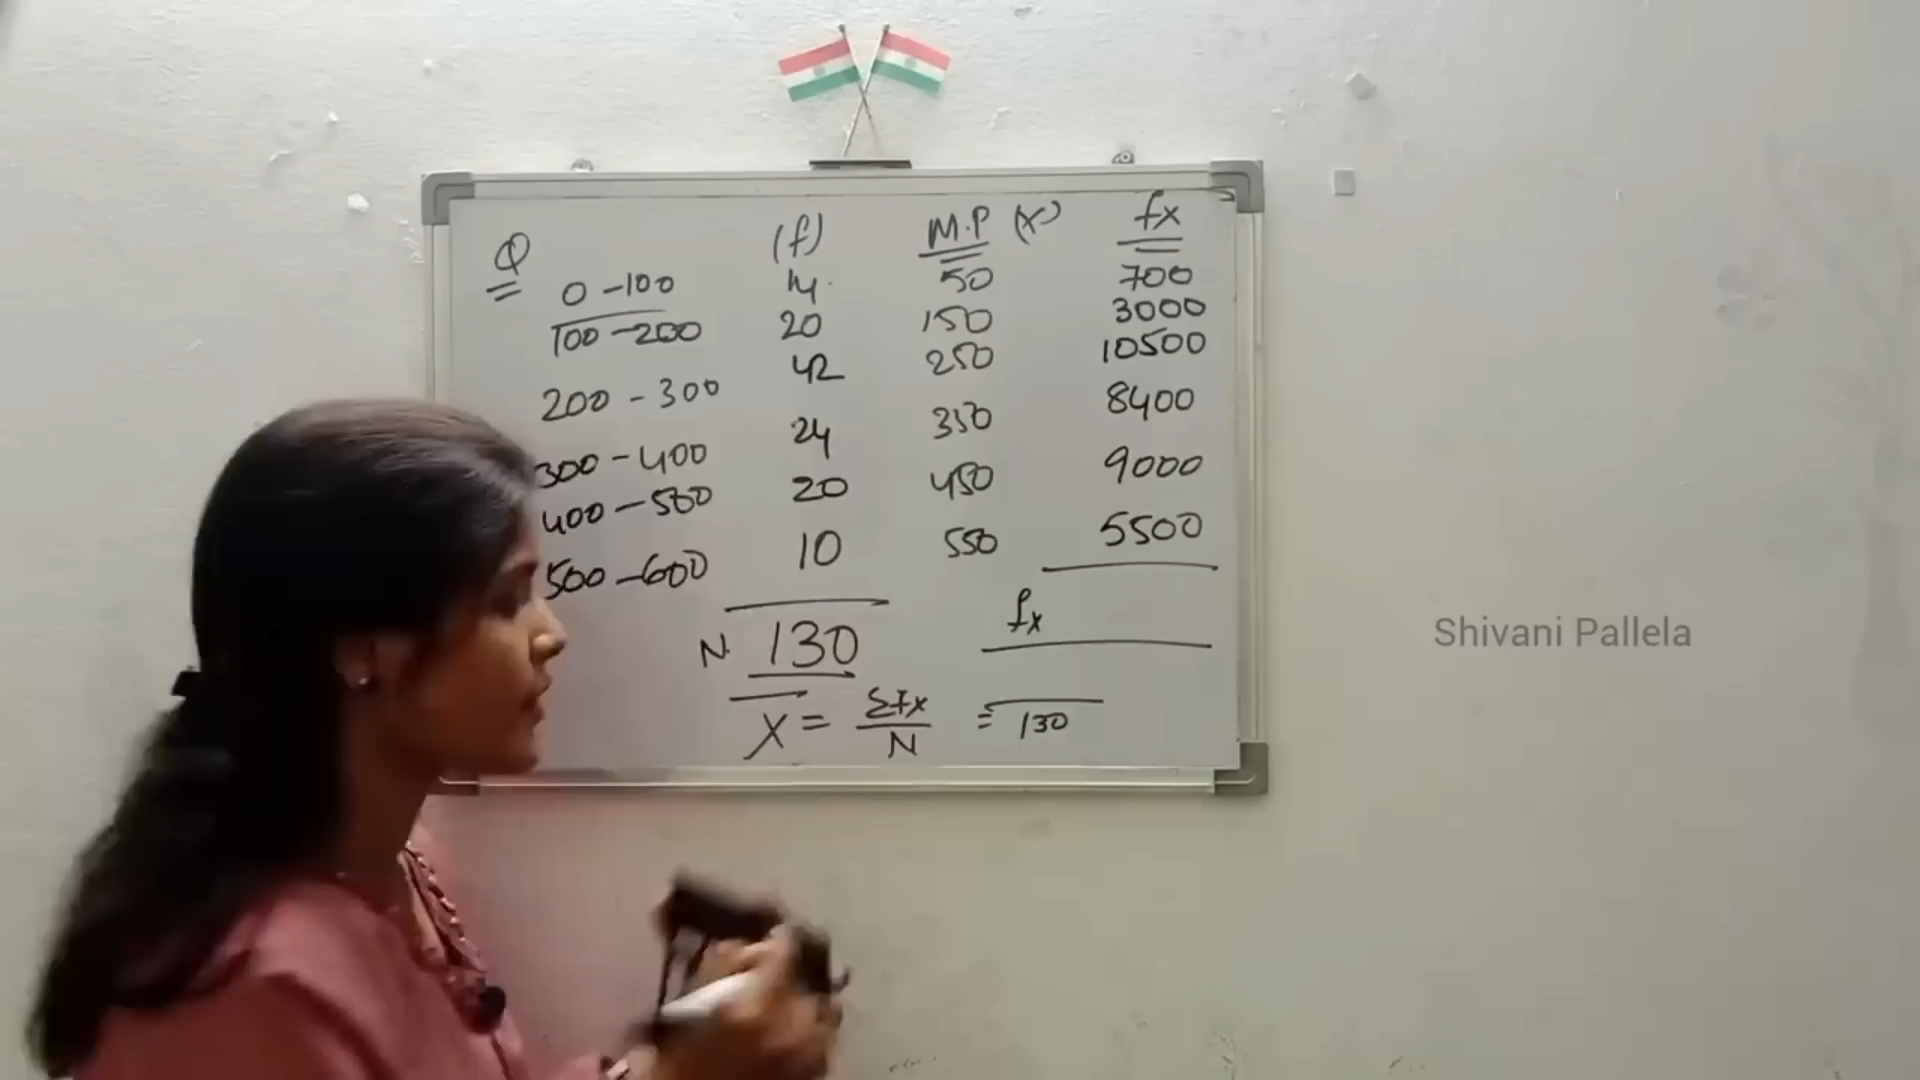 Q (f) M.P (x) fx
0-100 14 50 700
100-200 20 150 3000
200-300 42 250 10500
300-400 24 350 8400
400-500 20 450 9000
500-600 10 550 5500
N 130 fx
X = Σfx/N = /130
Shivani Pallela